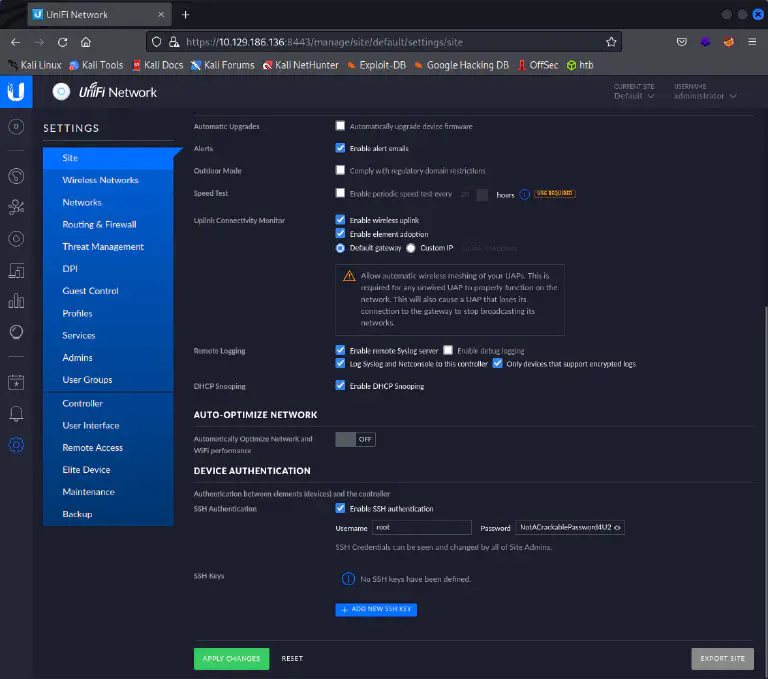 UniFi Network
https://10.129.186.136:8443/manage/site/default/settings/site
Kali Linux Kali Tools Kali Docs Kali Forums Kali NetHunter Exploit-DB Google Hacking DB OffSec htb
UniFi Network
CURRENT SITE
Default
USERNAME
administrator
SETTINGS
Site
Wireless Networks
Networks
Routing & Firewall
Threat Management
DPI
Guest Control
Profiles
Services
Admins
User Groups
Controller
User Interface
Remote Access
Elite Device
Maintenance
Backup
Automatic Upgrades Automatically upgrade device firmware
Alerts Enable alert emails
Outdoor Mode Comply with regulatory domain restrictions
Speed Test Enable periodic speed test every 20 hours USG REQUIRED
Uplink Connectivity Monitor Enable wireless uplink
Enable element adoption
Default gateway Custom IP
Allow automatic wireless meshing of your UAPs. This is
required for any unwired UAP to properly function on the
network. This will also cause a UAP that loses its
connection to the gateway to stop broadcasting its
networks.
Remote Logging Enable remote Syslog server Enable debug logging
Log Syslog and Netconsole to this controller Only devices that support encrypted logs
DHCP Snooping Enable DHCP Snooping
AUTO-OPTIMIZE NETWORK
Automatically Optimize Network and
WiFi performance
OFF
DEVICE AUTHENTICATION
Authentication between elements (devices) and the controller
SSH Authentication Enable SSH authentication
Username root Password NotACrackablePassword4U2
SSH Credentials can be seen and changed by all of Site Admins.
SSH Keys No SSH keys have been defined.
+ ADD NEW SSH KEY
APPLY CHANGES RESET EXPORT SITE